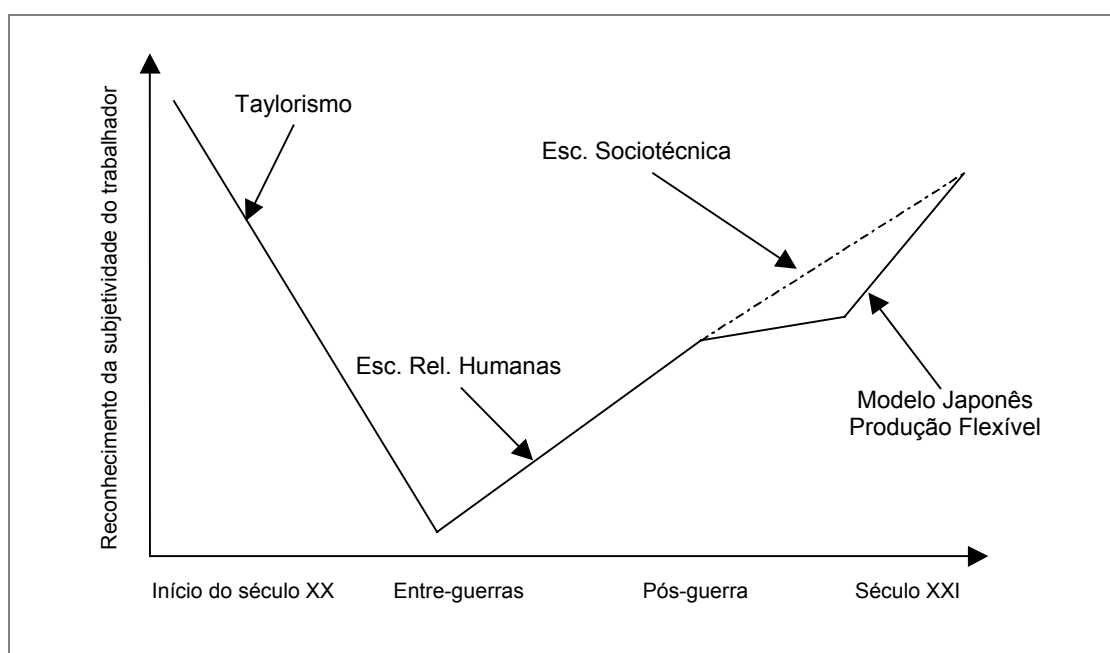 Reconhecimento da subjetividade do trabalhador
Taylorismo
Esc. Sociotécnica
Esc. Rel. Humanas
Modelo Japonês
Produção Flexível
Início do século XX
Entre-guerras
Pós-guerra
Século XXI